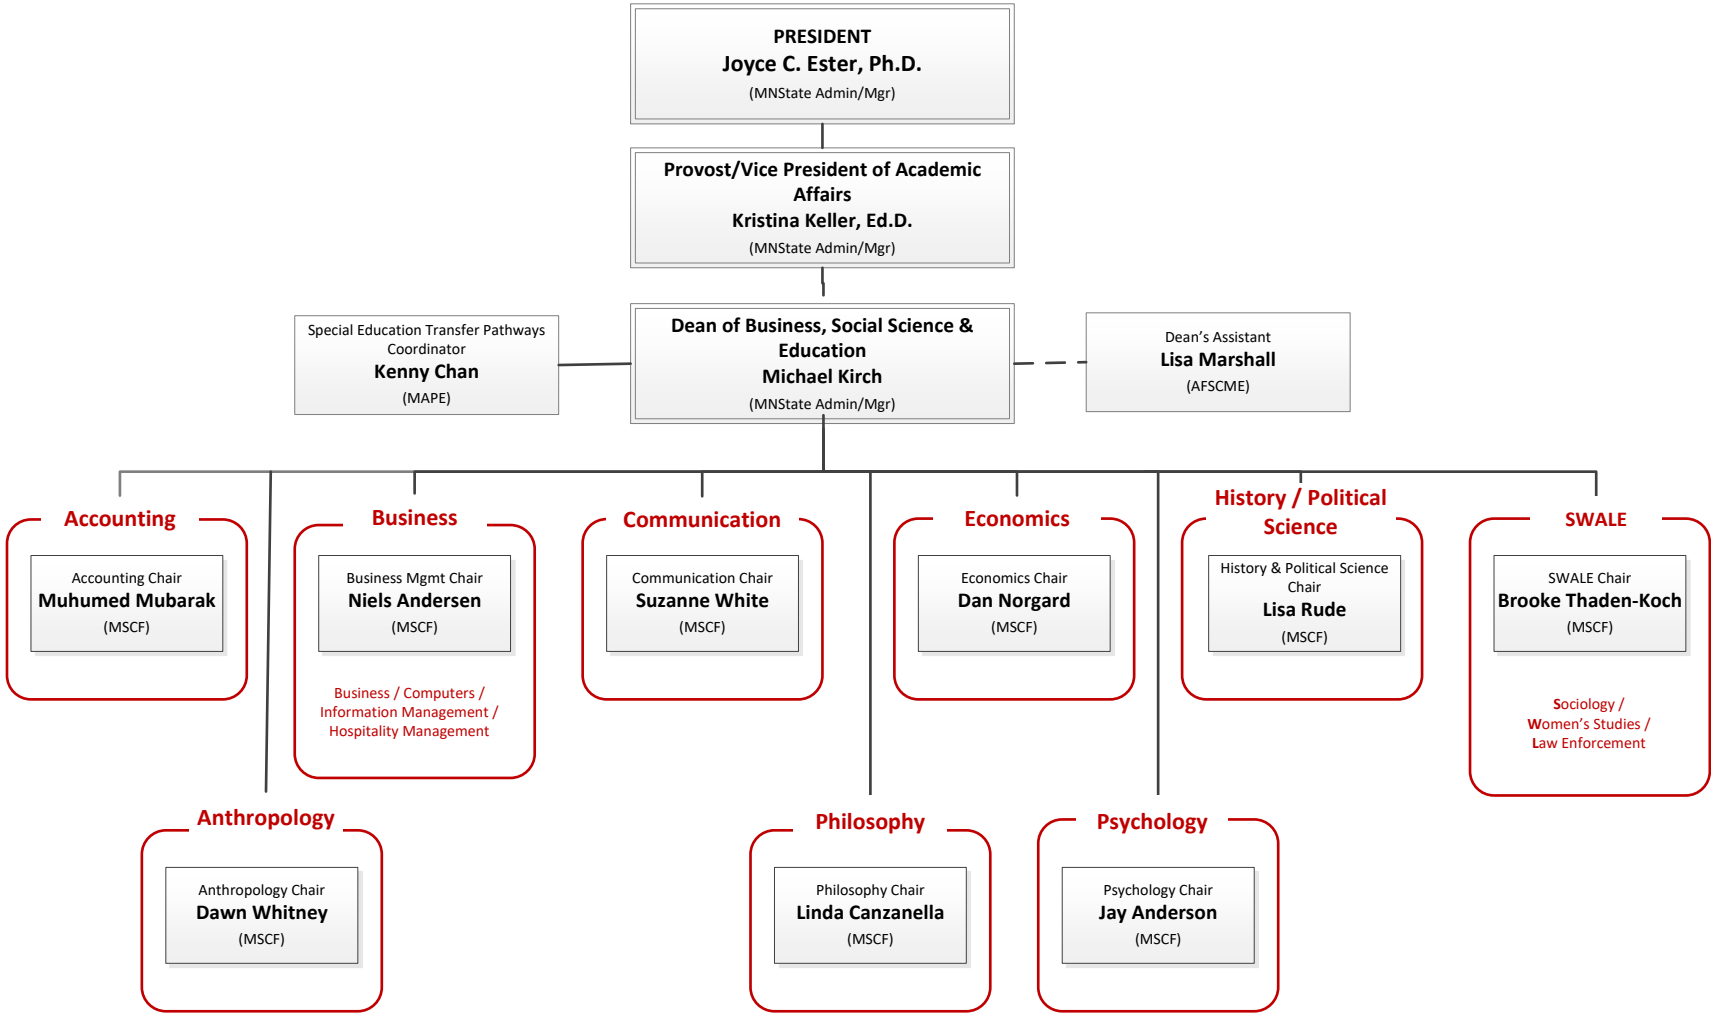 PRESIDENT
Joyce C. Ester, Ph.D.
(MNState Admin/Mgr)
Provost/Vice President of Academic
Affairs
Kristina Keller, Ed.D.
(MNState Admin/Mgr)
Special Education Transfer Pathways
Coordinator
Kenny Chan
(MAPE)
Dean of Business, Social Science &
Education
Michael Kirch
(MNState Admin/Mgr)
Dean’s Assistant
Lisa Marshall
(AFSCME)
Accounting
Accounting Chair
Muhumed Mubarak
(MSCF)
Business
Business Mgmt Chair
Niels Andersen
(MSCF)
Business / Computers /
Information Management /
Hospitality Management
Communication
Communication Chair
Suzanne White
(MSCF)
Economics
Economics Chair
Dan Norgard
(MSCF)
History / Political
Science
History & Political Science
Chair
Lisa Rude
(MSCF)
SWALE
SWALE Chair
Brooke Thaden-Koch
(MSCF)
Sociology /
Women’s Studies /
Law Enforcement
Anthropology
Anthropology Chair
Dawn Whitney
(MSCF)
Philosophy
Philosophy Chair
Linda Canzanella
(MSCF)
Psychology
Psychology Chair
Jay Anderson
(MSCF)